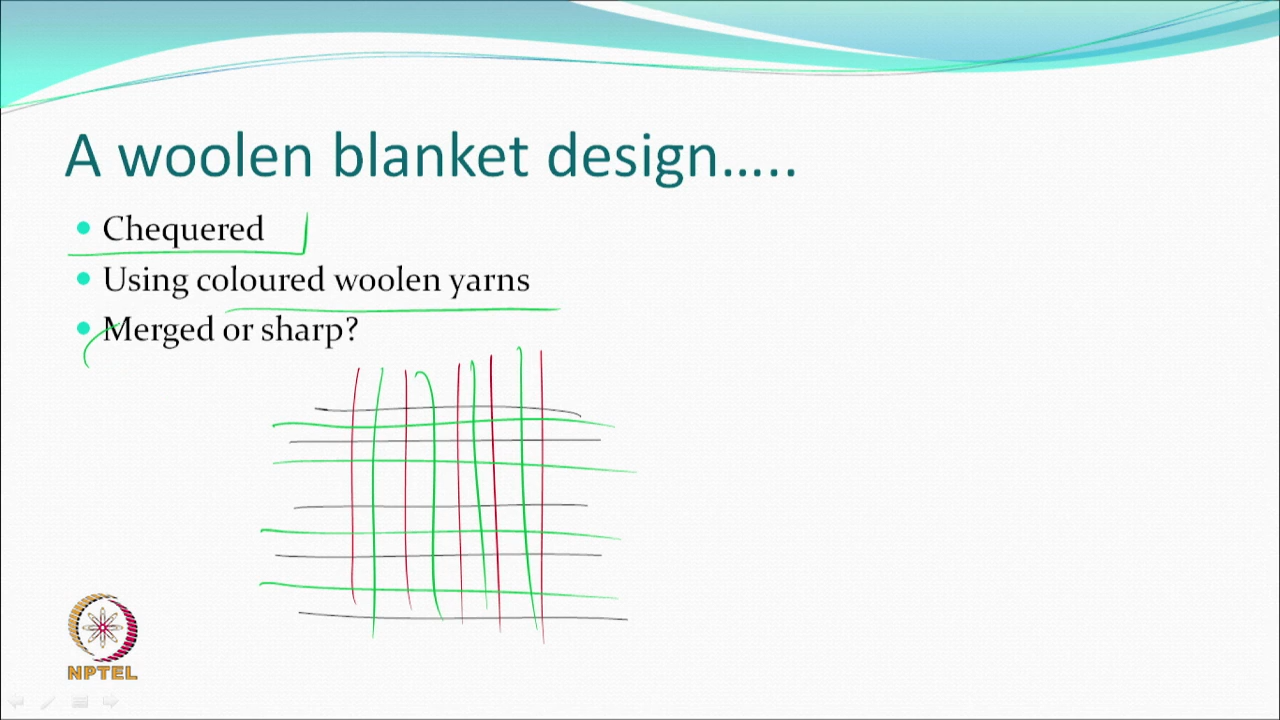 A woolen blanket design.....
Chequered
Using coloured woolen yarns
Merged or sharp?
NPTEL